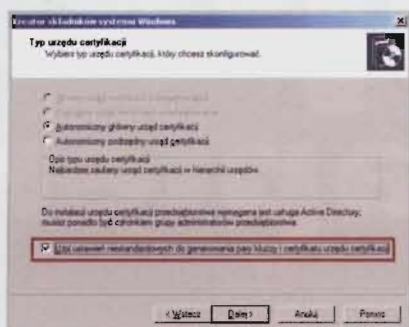 Kreator składników systemu Windows
Typ urzędu certyfikacji
Wybierz typ urzędu certyfikacji, który chcesz skonfigurować.
Autonomiczny główny urząd certyfikacji
Autonomiczny podrzędny urząd certyfikacji
Opis typu urzędu certyfikacji
Najbardziej zaufany urząd certyfikacji w hierarchii urzędów.
Do instalacji urzędu certyfikacji przedsiębiorstwa wymagana jest usługa Active Directory;
musisz ponadto być członkiem grupy administratorów przedsiębiorstwa.
Użyj ustawień niestandardowych do generowania pary kluczy i certyfikatu urzędu certyfikacji
< Wstecz Dalej > Anuluj Pomoc